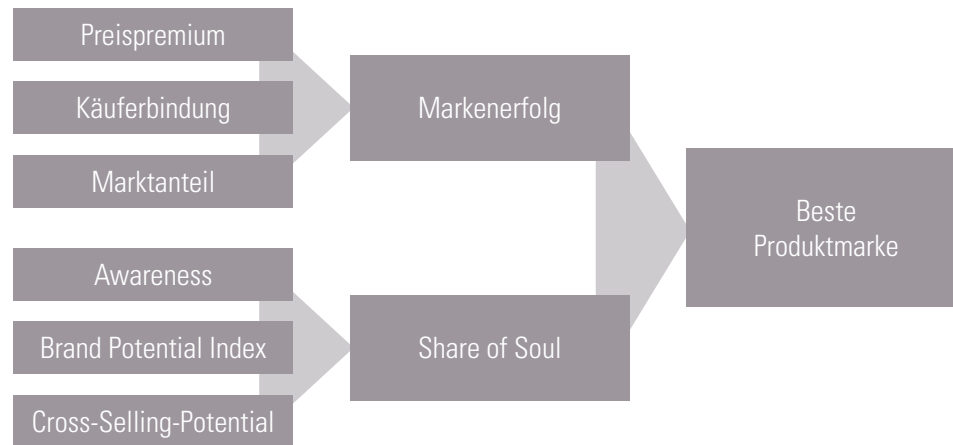 Preispremium
Käuferbindung
Marktanteil
Markenerfolg
Awareness
Brand Potential Index
Cross-Selling-Potential
Share of Soul
Beste
Produktmarke